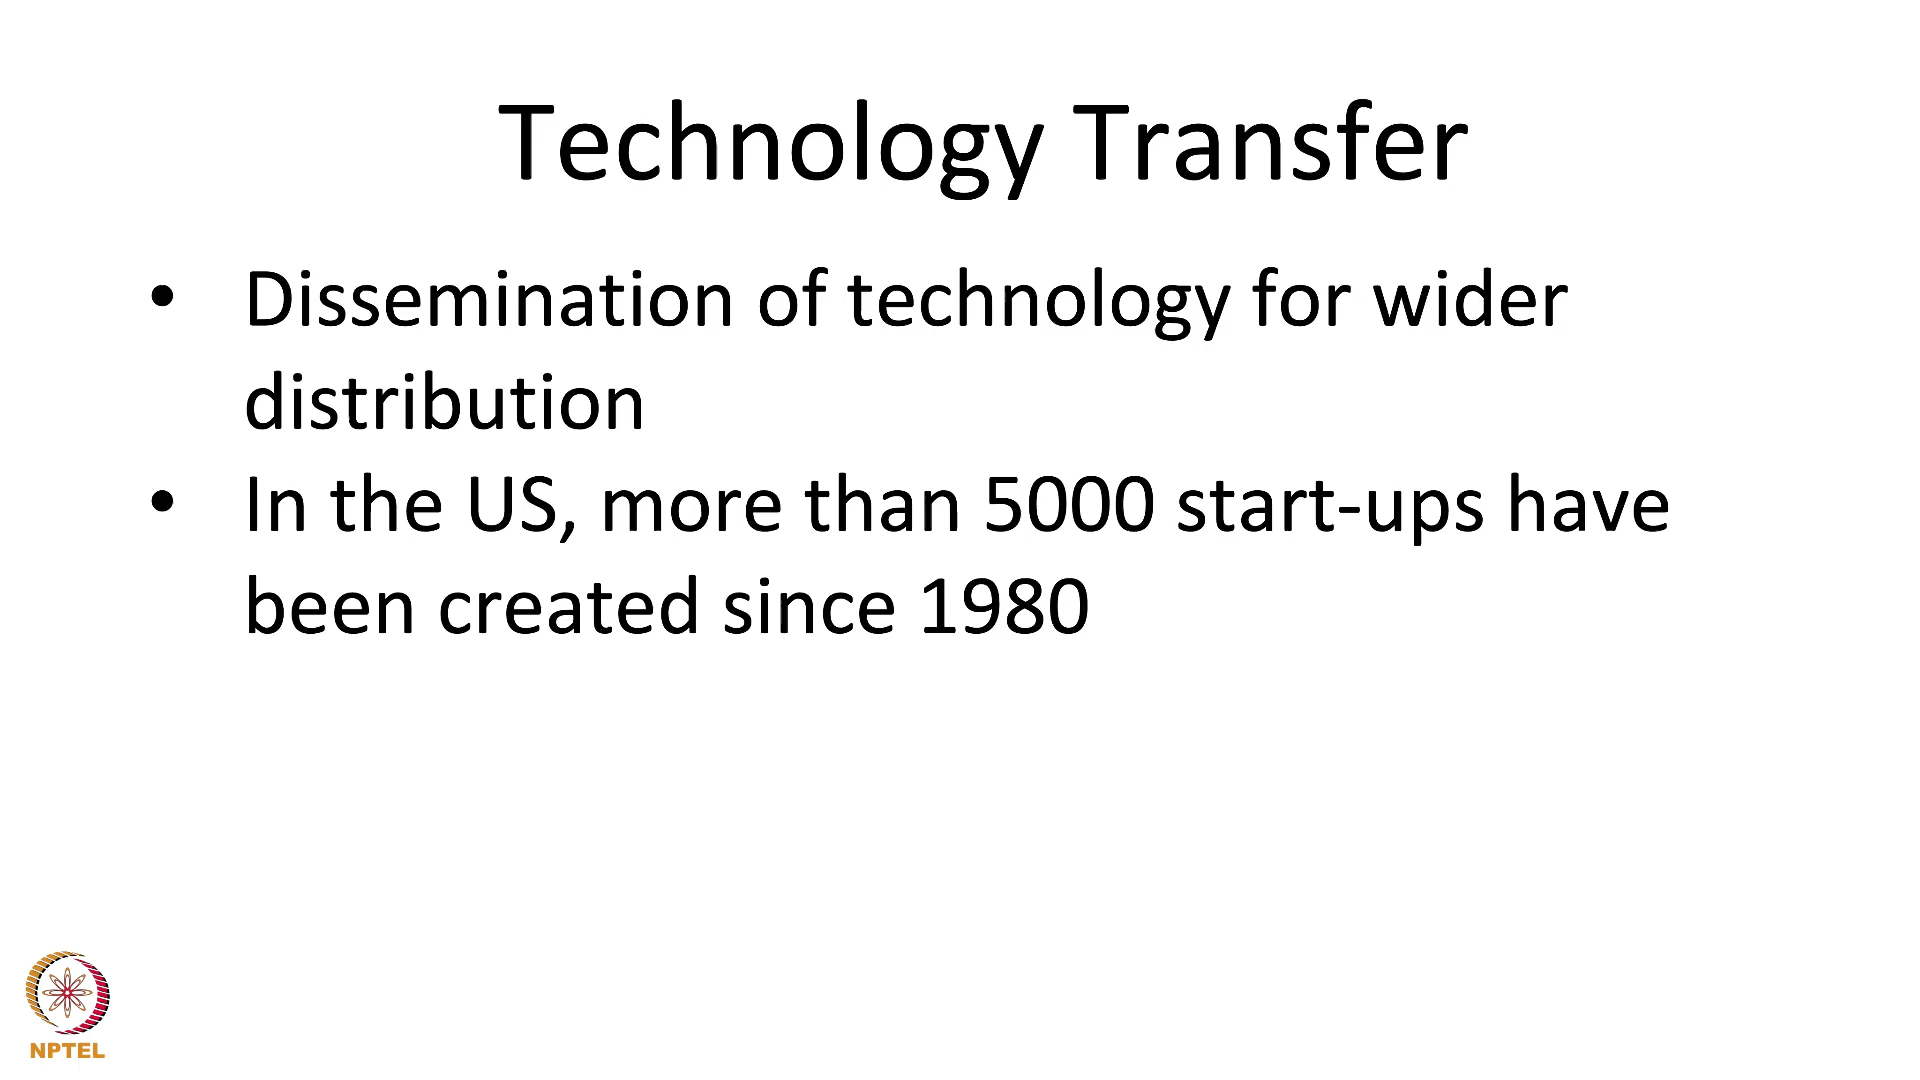 Technology Transfer
• Dissemination of technology for wider
distribution
• In the US, more than 5000 start-ups have
been created since 1980
NPTEL